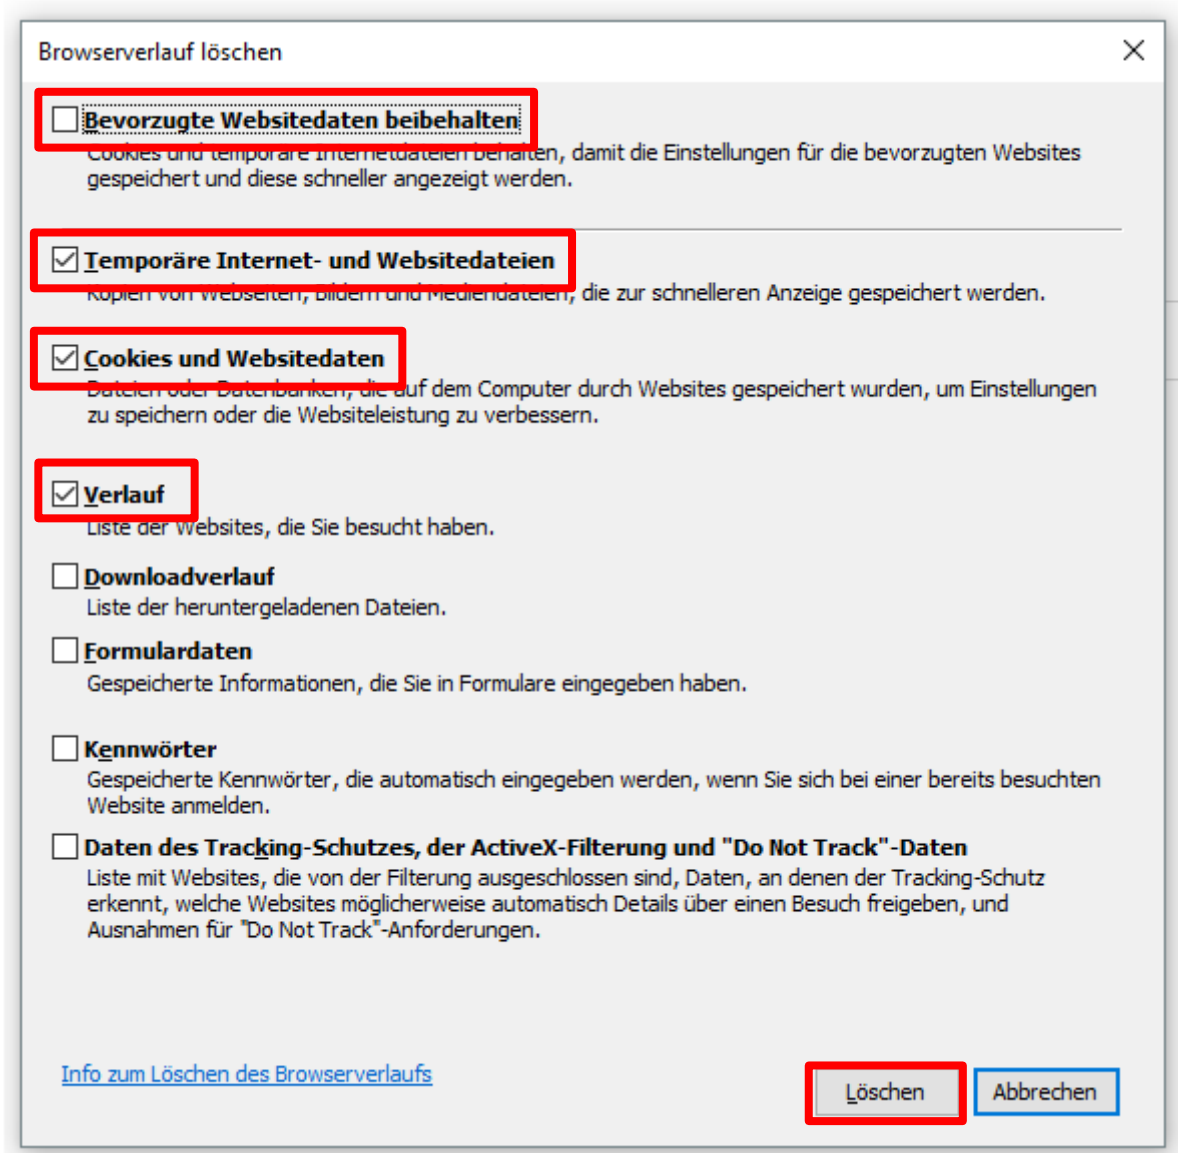 Browserverlauf löschen
Bevorzugte Websitedaten beibehalten
Cookies und temporäre Internetdateien behalten, damit die Einstellungen für die bevorzugten Websites
gespeichert und diese schneller angezeigt werden.
Temporäre Internet- und Websitedateien
Kopien von Webseiten, Bildern und Mediendateien, die zur schnelleren Anzeige gespeichert werden.
Cookies und Websitedaten
Dateien oder Datenbanken, die auf dem Computer durch Websites gespeichert wurden, um Einstellungen
zu speichern oder die Websiteleistung zu verbessern.
Verlauf
Liste der Websites, die Sie besucht haben.
Downloadverlauf
Liste der heruntergeladenen Dateien.
Formulardaten
Gespeicherte Informationen, die Sie in Formulare eingegeben haben.
Kennwörter
Gespeicherte Kennwörter, die automatisch eingegeben werden, wenn Sie sich bei einer bereits besuchten
Website anmelden.
Daten des Tracking-Schutzes, der ActiveX-Filterung und "Do Not Track"-Daten
Liste mit Websites, die von der Filterung ausgeschlossen sind, Daten, an denen der Tracking-Schutz
erkennt, welche Websites möglicherweise automatisch Details über einen Besuch freigeben, und
Ausnahmen für "Do Not Track"-Anforderungen.
Info zum Löschen des Browserverlaufs
Löschen
Abbrechen